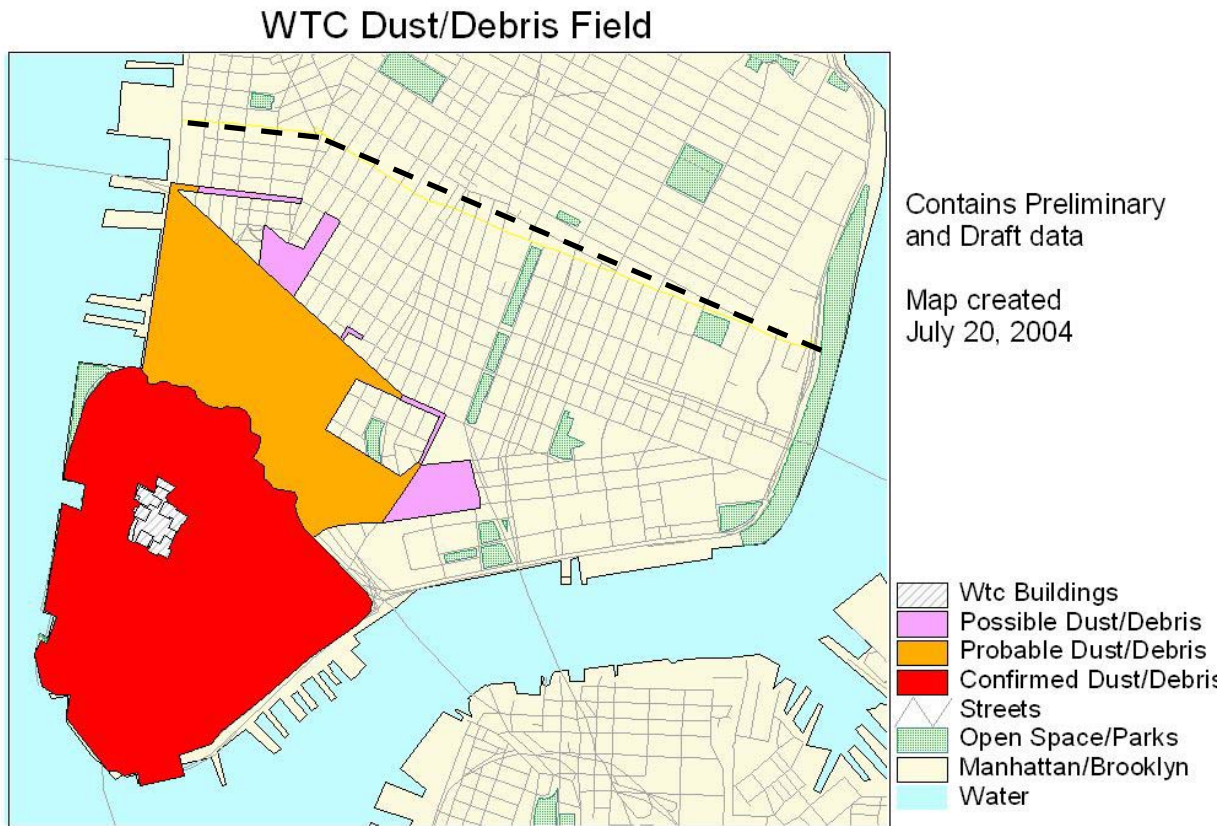 WTC Dust/Debris Field
Contains Preliminary
and Draft data
Map created
July 20, 2004
Wtc Buildings
Possible Dust/Debris
Probable Dust/Debris
Confirmed Dust/Debris
Streets
Open Space/Parks
Manhattan/Brooklyn
Water